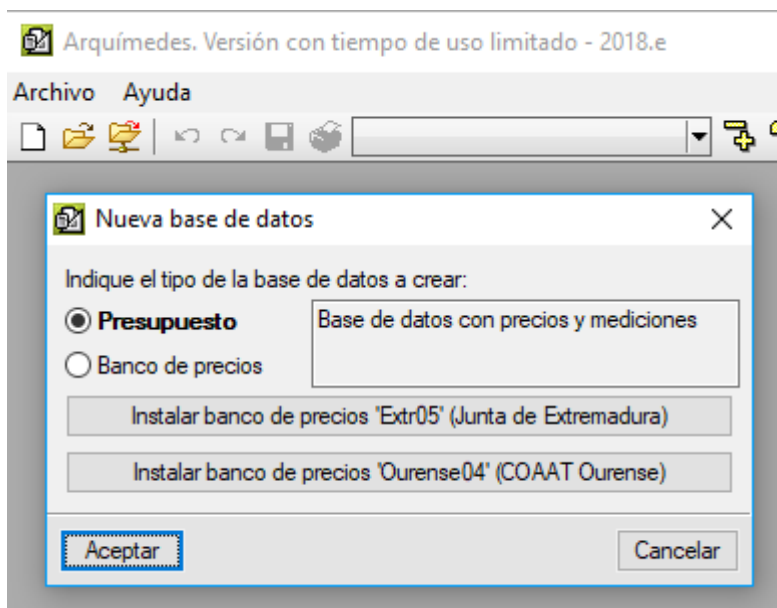 Arquímedes. Versión con tiempo de uso limitado - 2018.e
Archivo Ayuda
Nueva base de datos
Indique el tipo de la base de datos a crear:
Presupuesto
Base de datos con precios y mediciones
Banco de precios
Instalar banco de precios 'Extr05' (Junta de Extremadura)
Instalar banco de precios 'Ourense04' (COAAT Ourense)
Aceptar Cancelar